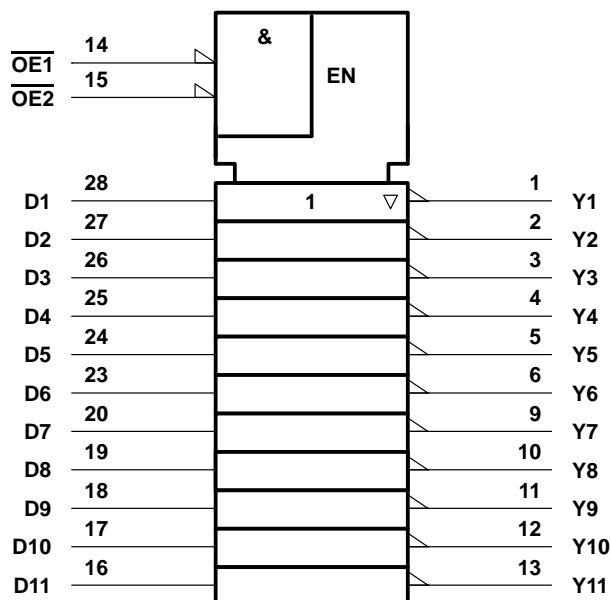 &
14
OE1
EN
15
OE2
28 1 1
D1 Y1
27 2
D2 Y2
26 3
D3 Y3
25 4
D4 Y4
24 5
D5 Y5
23 6
D6 Y6
20 9
D7 Y7
19 10
D8 Y8
18 11
D9 Y9
17 12
D10 Y10
16 13
D11 Y11